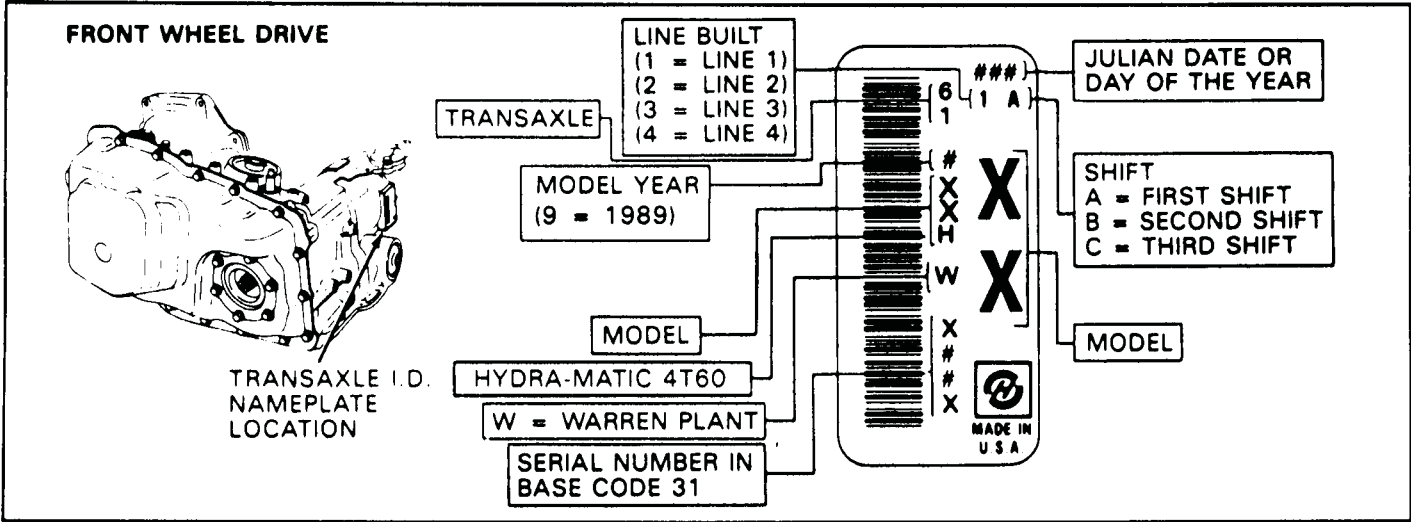 FRONT WHEEL DRIVE
TRANSAXLE I.D.
NAMEPLATE
LOCATION
TRANSAXLE
LINE BUILT
(1 = LINE 1)
(2 = LINE 2)
(3 = LINE 3)
(4 = LINE 4)
MODEL YEAR
(9 = 1989)
MODEL
HYDRA-MATIC 4T60
W = WARREN PLANT
SERIAL NUMBER IN
BASE CODE 31
###
1 A
6
1
#
X
X
H
W
X
#
#
X
X
X
MADE IN
U.S.A
JULIAN DATE OR
DAY OF THE YEAR
SHIFT
A = FIRST SHIFT
B = SECOND SHIFT
C = THIRD SHIFT
MODEL